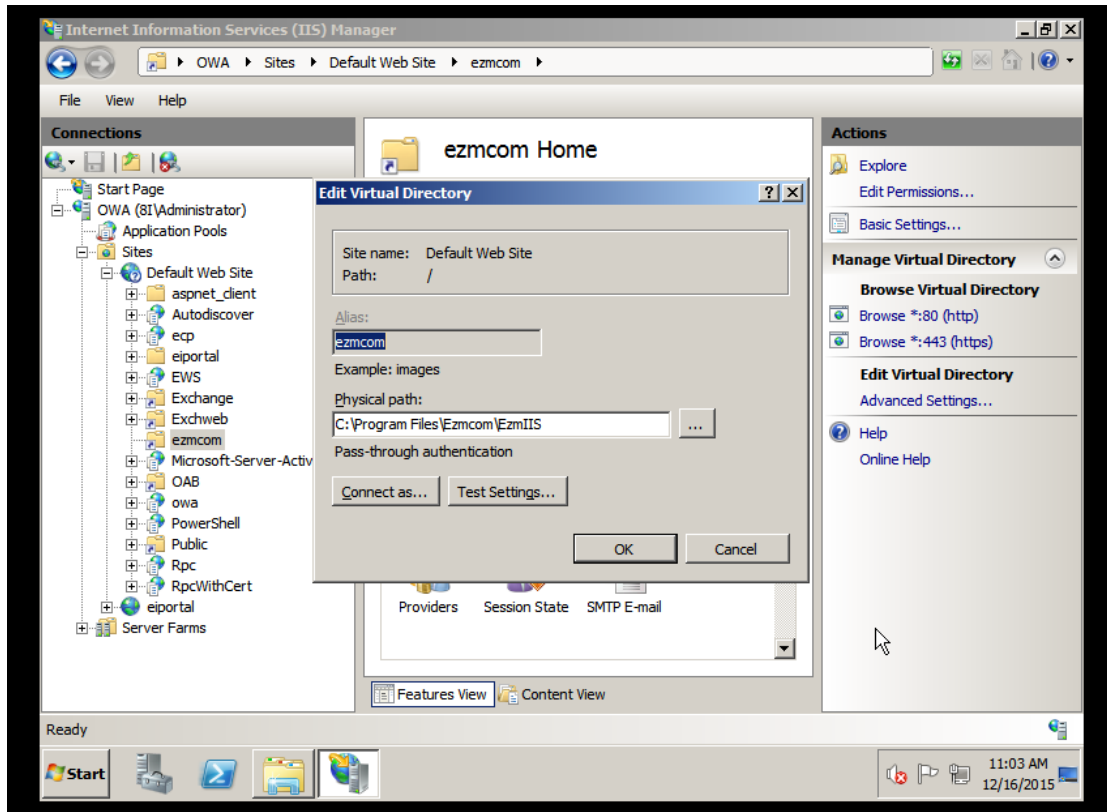 Internet Information Services (IIS) Manager
OWA Sites Default Web Site ezmcom
File View Help
Connections
Start Page
OWA (8I\Administrator)
Application Pools
Sites
Default Web Site
aspnet_client
Autodiscover
ecp
eiportal
EWS
Exchange
Exchweb
ezmcom
Microsoft-Server-Activ
OAB
owa
PowerShell
Public
Rpc
RpcWithCert
eiportal
Server Farms
ezmcom Home
Edit Virtual Directory
Site name: Default Web Site
Path: /
Alias:
ezmcom
Example: images
Physical path:
C:\Program Files\Ezmcom\EzmIIS
...
Pass-through authentication
Connect as... Test Settings...
OK Cancel
Providers Session State SMTP E-mail
Features View Content View
Actions
Explore
Edit Permissions...
Basic Settings...
Manage Virtual Directory
Browse Virtual Directory
Browse *:80 (http)
Browse *:443 (https)
Edit Virtual Directory
Advanced Settings...
Help
Online Help
Ready
Start
11:03 AM
12/16/2015